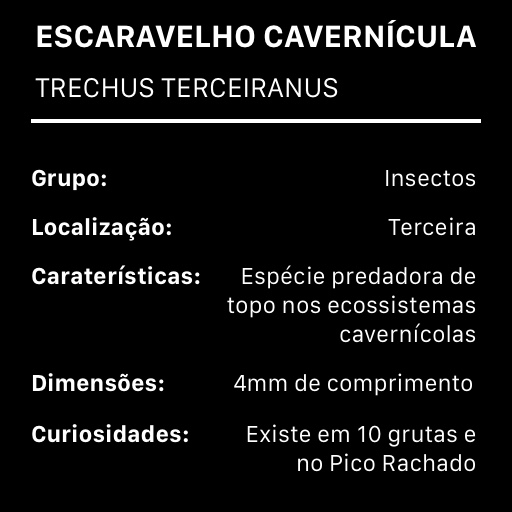 ESCARAVELHO CAVERNÍCULA
TRECHUS TERCEIRANUS
Grupo: Insectos
Localização: Terceira
Caraterísticas: Espécie predadora de
topo nos ecossistemas
cavernícolas
Dimensões: 4mm de comprimento
Curiosidades: Existe em 10 grutas e
no Pico Rachado